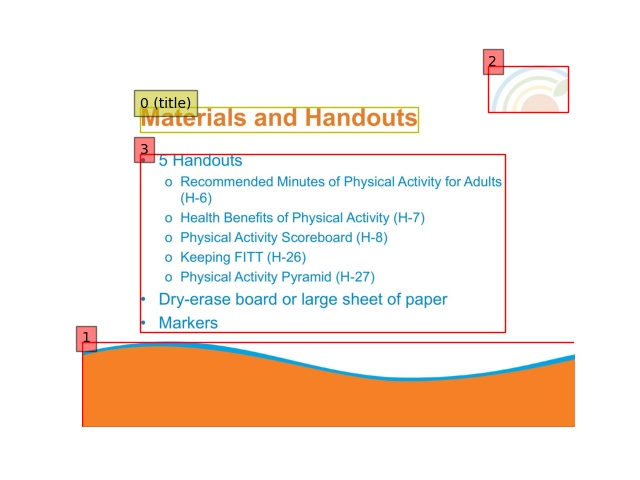 2
0 (title)
Materials and Handouts
3
• 5 Handouts
o Recommended Minutes of Physical Activity for Adults
(H-6)
o Health Benefits of Physical Activity (H-7)
o Physical Activity Scoreboard (H-8)
o Keeping FITT (H-26)
o Physical Activity Pyramid (H-27)
• Dry-erase board or large sheet of paper
• Markers
1